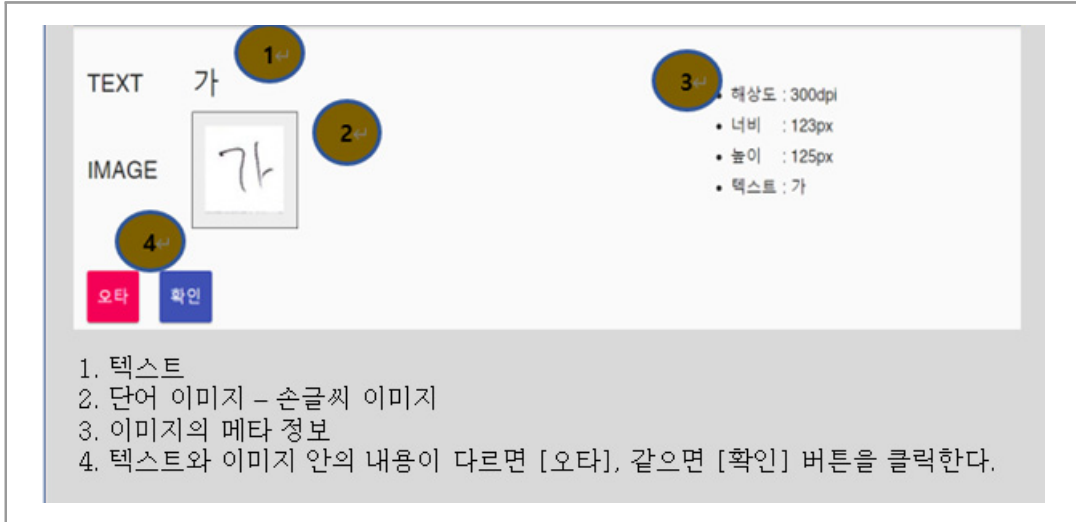 1↵
TEXT 가
2↵
IMAGE 가
3↵
• 해상도 : 300dpi
• 너비 : 123px
• 높이 : 125px
• 텍스트 : 가
4↵
오타 확인
1. 텍스트
2. 단어 이미지 – 손글씨 이미지
3. 이미지의 메타 정보
4. 텍스트와 이미지 안의 내용이 다르면 [오타], 같으면 [확인] 버튼을 클릭한다.